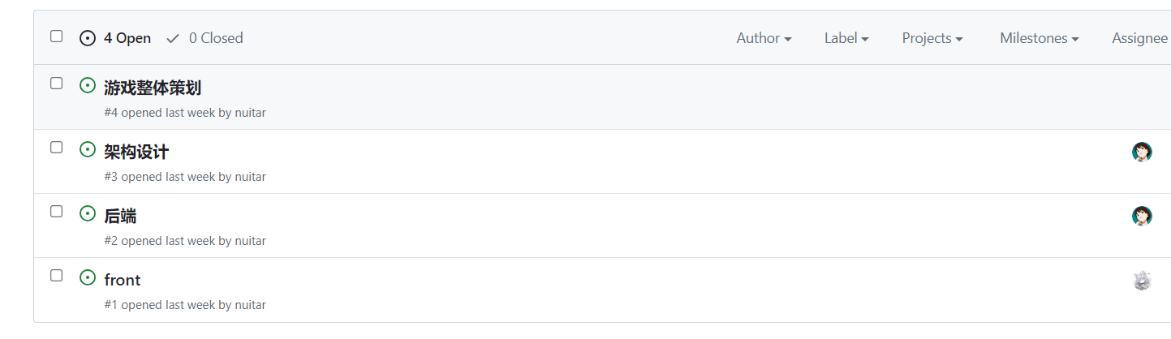 4 Open 0 Closed Author Label Projects Milestones Assignee
游戏整体策划
#4 opened last week by nuitar
架构设计
#3 opened last week by nuitar
后端
#2 opened last week by nuitar
front
#1 opened last week by nuitar